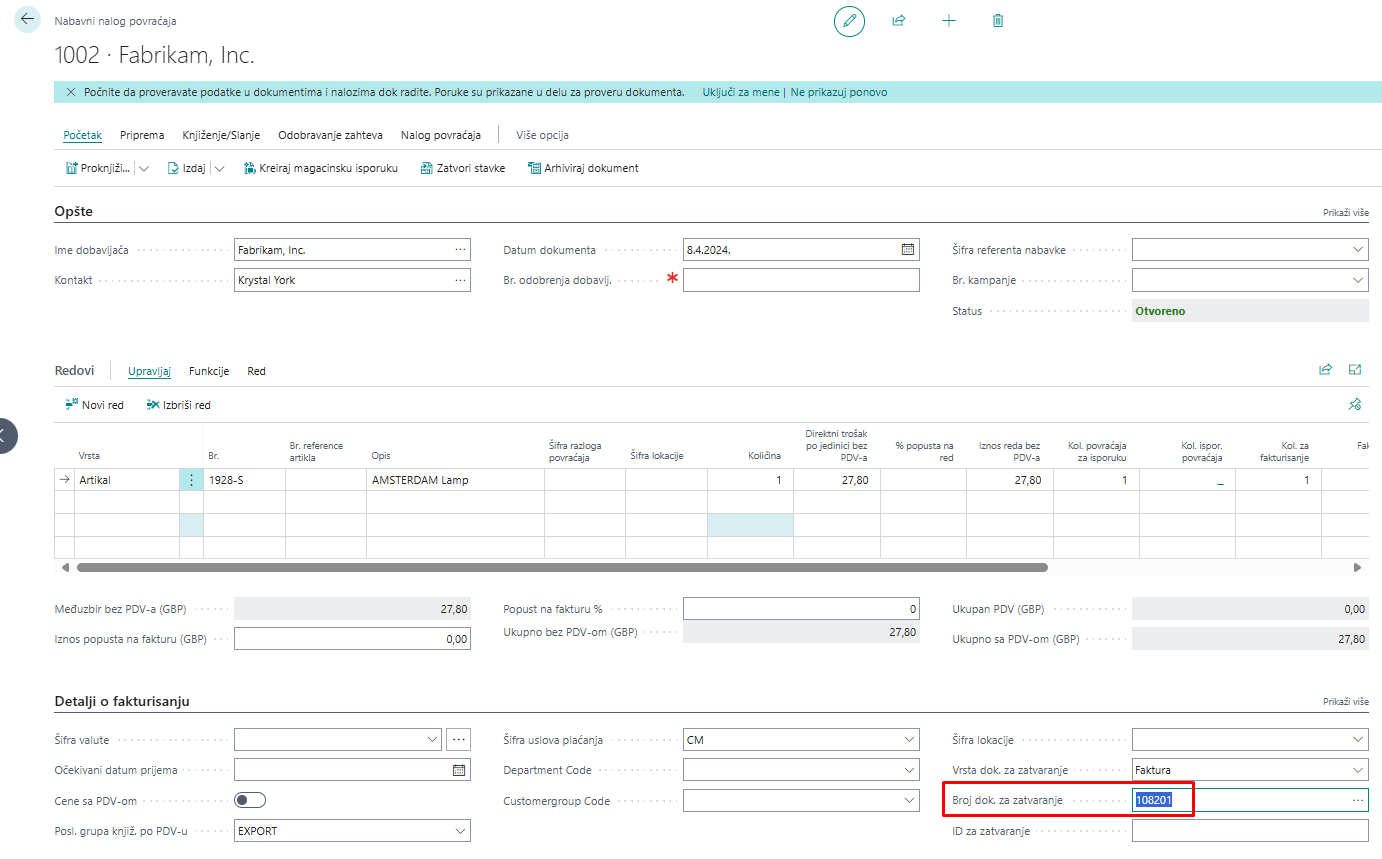 Nabavni nalog povraćaja
1002 · Fabrikam, Inc.
Počnite da proveravate podatke u dokumentima i nalozima dok radite. Poruke su prikazane u delu za proveru dokumenta. Uključi za mene | Ne prikazuj ponovo
Početak Priprema Knjiženje/Slanje Odobravanje zahteva Nalog povraćaja Više opcija
Proknjiži... Izdaj Kreiraj magacinsku isporuku Zatvori stavke Arhiviraj dokument
Opšte Prikaži više
Ime dobavljača Fabrikam, Inc. Datum dokumenta 8.4.2024. Šifra referenta nabavke
Kontakt Krystal York Br. odobrenja dobavlj. * Br. kampanje
Status Otvoreno
Redovi Upravljaj Funkcije Red
Novi red Izbriši red
Vrsta Br. Br. reference artikla Opis Šifra razloga povraćaja Šifra lokacije Količina Direktni trošak po jedinici bez PDV-a % popusta na red Iznos reda bez PDV-a Kol. povraćaja za isporuku Kol. ispor. povraćaja Kol. za fakturisanje Fak
Artikal 1928-S AMSTERDAM Lamp 1 27,80 27,80 1 _ 1
Međuzbir bez PDV-a (GBP) 27,80 Popust na fakturu % 0 Ukupan PDV (GBP) 0,00
Iznos popusta na fakturu (GBP) 0,00 Ukupno bez PDV-om (GBP) 27,80 Ukupno sa PDV-om (GBP) 27,80
Detalji o fakturisanju Prikaži više
Šifra valute Šifra uslova plaćanja CM Šifra lokacije
Očekivani datum prijema Department Code Vrsta dok. za zatvaranje Faktura
Cene sa PDV-om Customergroup Code Broj dok. za zatvaranje 108201
Posl. grupa knjiž. po PDV-u EXPORT ID za zatvaranje